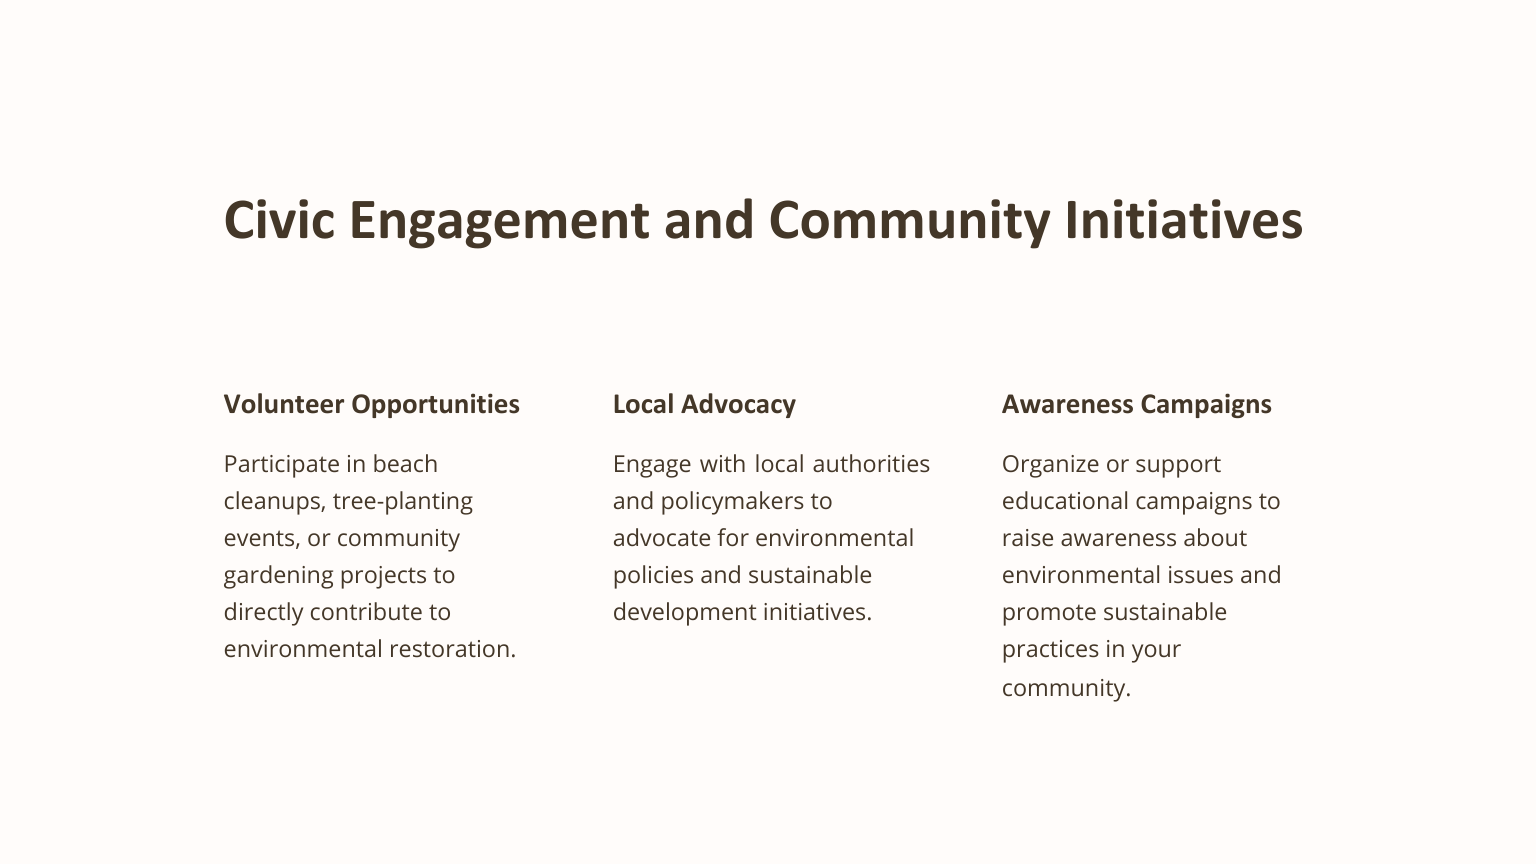 Civic Engagement and Community Initiatives
Volunteer Opportunities
Participate in beach
cleanups, tree-planting
events, or community
gardening projects to
directly contribute to
environmental restoration.
Local Advocacy
Engage with local authorities
and policymakers to
advocate for environmental
policies and sustainable
development initiatives.
Awareness Campaigns
Organize or support
educational campaigns to
raise awareness about
environmental issues and
promote sustainable
practices in your
community.